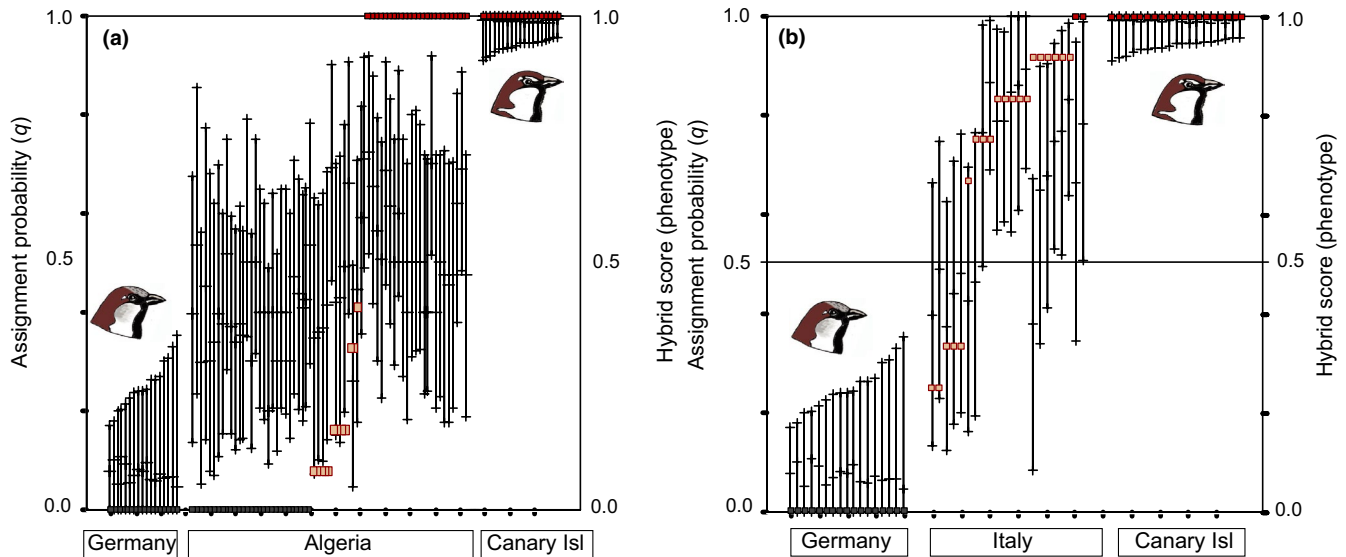 (a)
Assignment probability (q)
1.0
0.5
0.0
1.0
0.5
0.0
Hybrid score (phenotype)
Germany
Algeria
Canary Isl
(b)
Assignment probability (q)
1.0
0.5
0.0
1.0
0.5
0.0
Hybrid score (phenotype)
Germany
Italy
Canary Isl